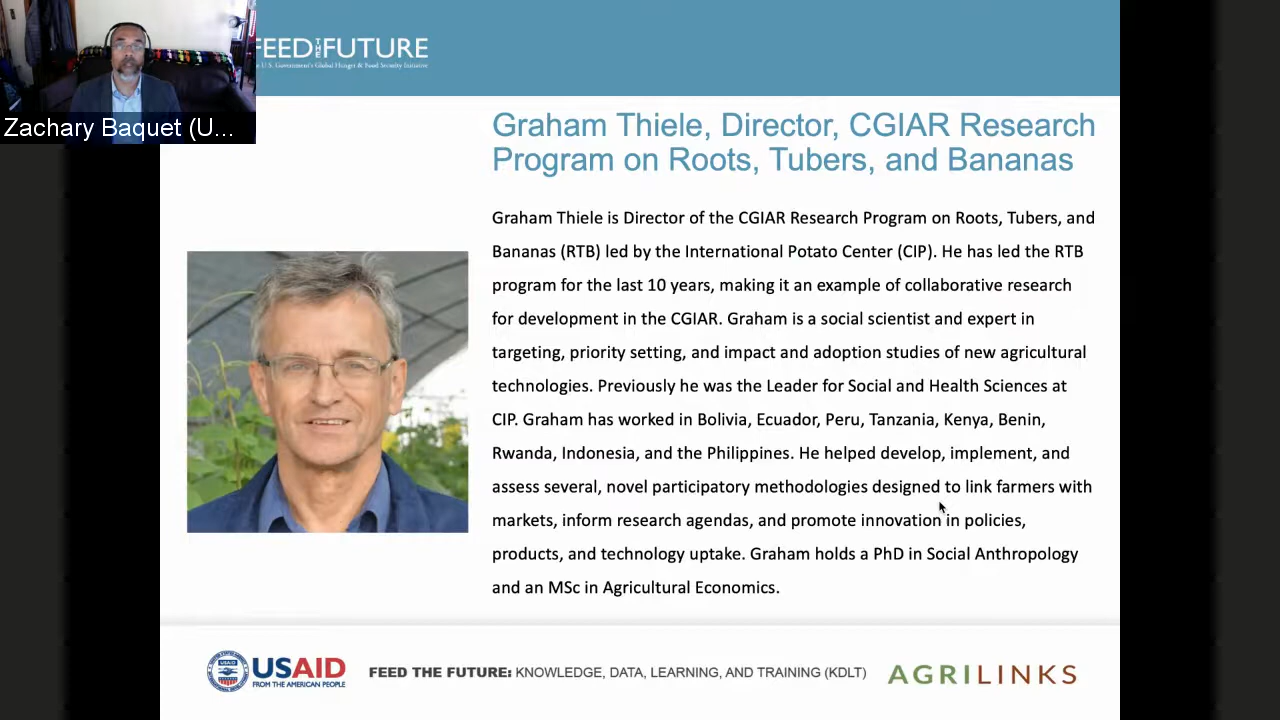 FEED THE FUTURE
U.S. Government's Global Hunger & Food Security Initiative
Zachary Baquet (U...
Graham Thiele, Director, CGIAR Research
Program on Roots, Tubers, and Bananas
Graham Thiele is Director of the CGIAR Research Program on Roots, Tubers, and
Bananas (RTB) led by the International Potato Center (CIP). He has led the RTB
program for the last 10 years, making it an example of collaborative research
for development in the CGIAR. Graham is a social scientist and expert in
targeting, priority setting, and impact and adoption studies of new agricultural
technologies. Previously he was the Leader for Social and Health Sciences at
CIP. Graham has worked in Bolivia, Ecuador, Peru, Tanzania, Kenya, Benin,
Rwanda, Indonesia, and the Philippines. He helped develop, implement, and
assess several, novel participatory methodologies designed to link farmers with
markets, inform research agendas, and promote innovation in policies,
products, and technology uptake. Graham holds a PhD in Social Anthropology
and an MSc in Agricultural Economics.
USAID
FROM THE AMERICAN PEOPLE
FEED THE FUTURE: KNOWLEDGE, DATA, LEARNING, AND TRAINING (KDLT)
AGRILINKS